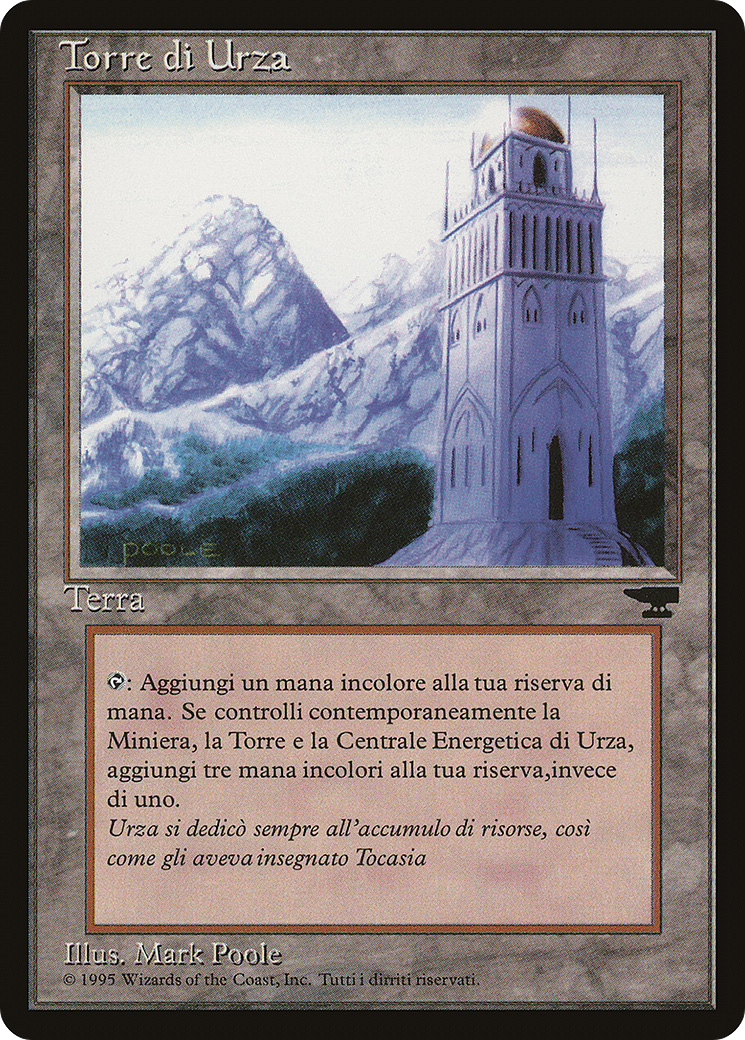 Torre di Urza
POOLE
Terra
: Aggiungi un mana incolore alla tua riserva di
mana. Se controlli contemporaneamente la
Miniera, la Torre e la Centrale Energetica di Urza,
aggiungi tre mana incolori alla tua riserva,invece
di uno.
Urza si dedicò sempre all'accumulo di risorse, così
come gli aveva insegnato Tocasia
Illus. Mark Poole
© 1995 Wizards of the Coast, Inc. Tutti i dirriti riservati.